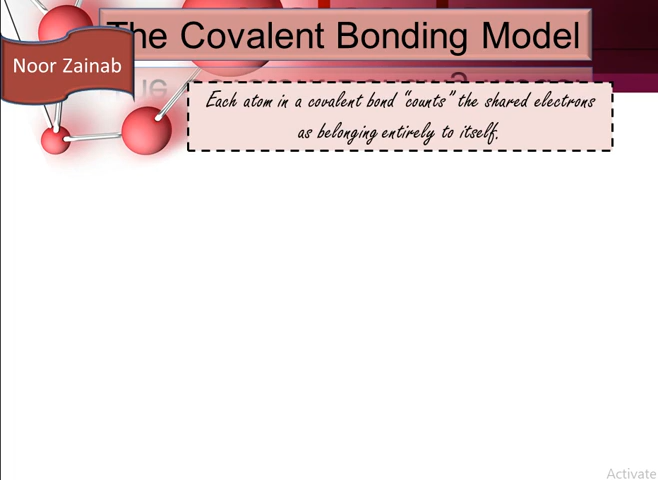 The Covalent Bonding Model
Noor Zainab
Each atom in a covalent bond “counts” the shared electrons
as belonging entirely to itself.
Activate